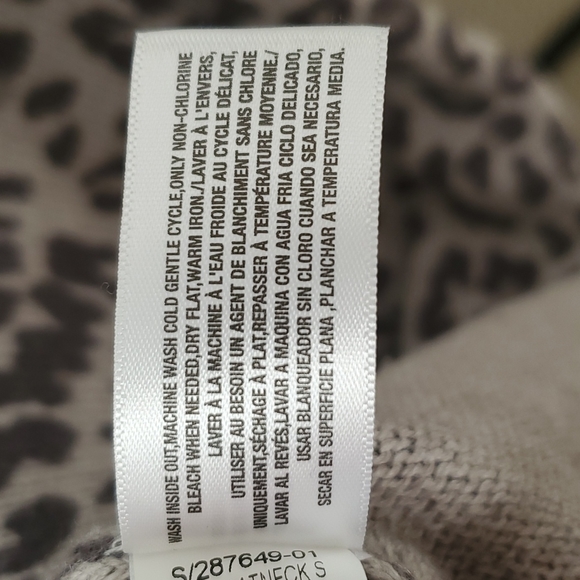 WASH INSIDE OUT,MACHINE WASH COLD GENTLE CYCLE,ONLY NON-CHLORINE
BLEACH WHEN NEEDED,DRY FLAT,WARM IRON./LAVER À L'ENVERS,
LAVER À LA MACHINE À L'EAU FROIDE AU CYCLE DÉLICAT,
UTILISER AU BESOIN UN AGENT DE BLANCHIMENT SANS CHLORE
UNIQUEMENT,SÉCHAGE À PLAT,REPASSER À TEMPÉRATURE MOYENNE./
LAVAR AL REVÉS,LAVAR A MAQUINA CON AGUA FRIA CICLO DELICADO,
USAR BLANQUEADOR SIN CLORO CUANDO SEA NECESARIO,
SECAR EN SUPERFICIE PLANA ,PLANCHAR A TEMPERATURA MEDIA.
S/287649-01
S